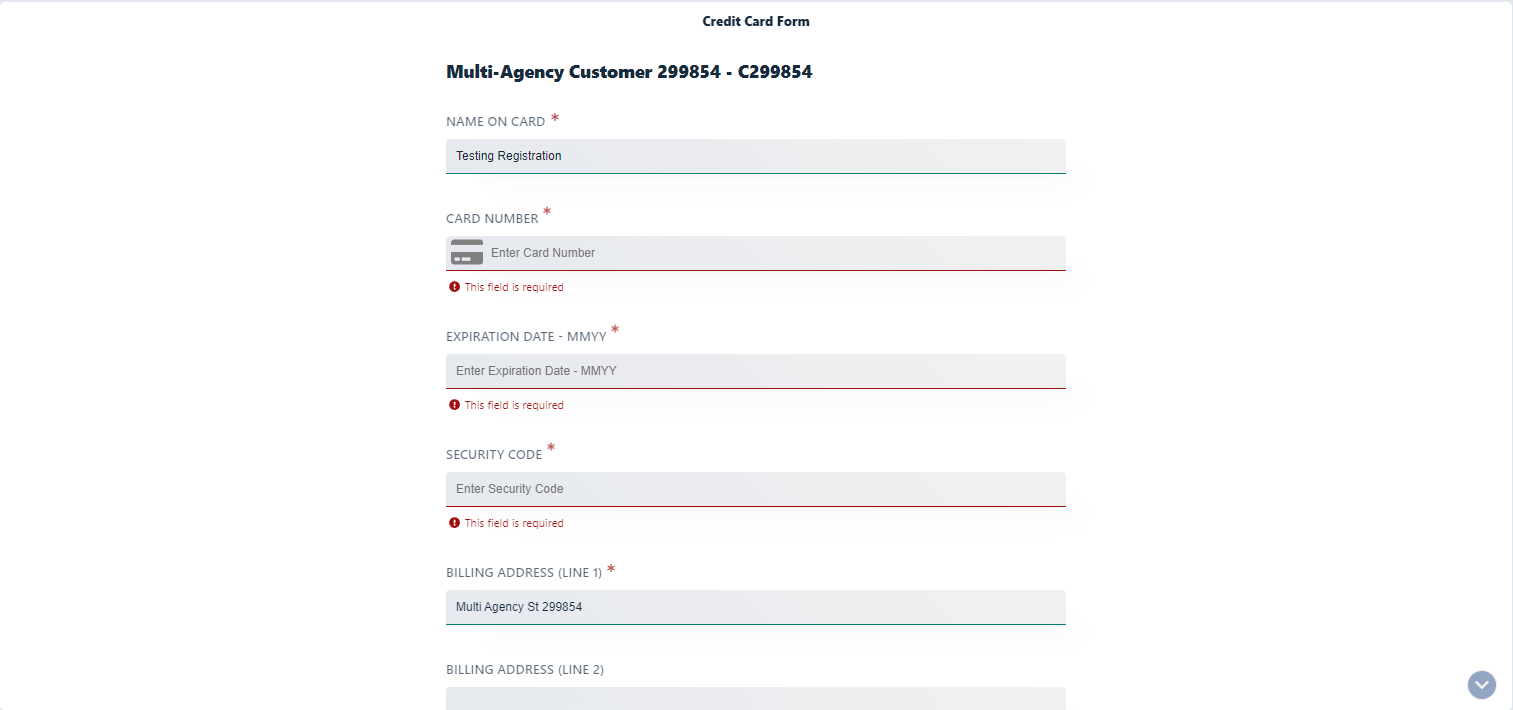 Credit Card Form
Multi-Agency Customer 299854 - C299854
NAME ON CARD *
Testing Registration
CARD NUMBER *
Enter Card Number
This field is required
EXPIRATION DATE - MMYY *
Enter Expiration Date - MMYY
This field is required
SECURITY CODE *
Enter Security Code
This field is required
BILLING ADDRESS (LINE 1) *
Multi Agency St 299854
BILLING ADDRESS (LINE 2)